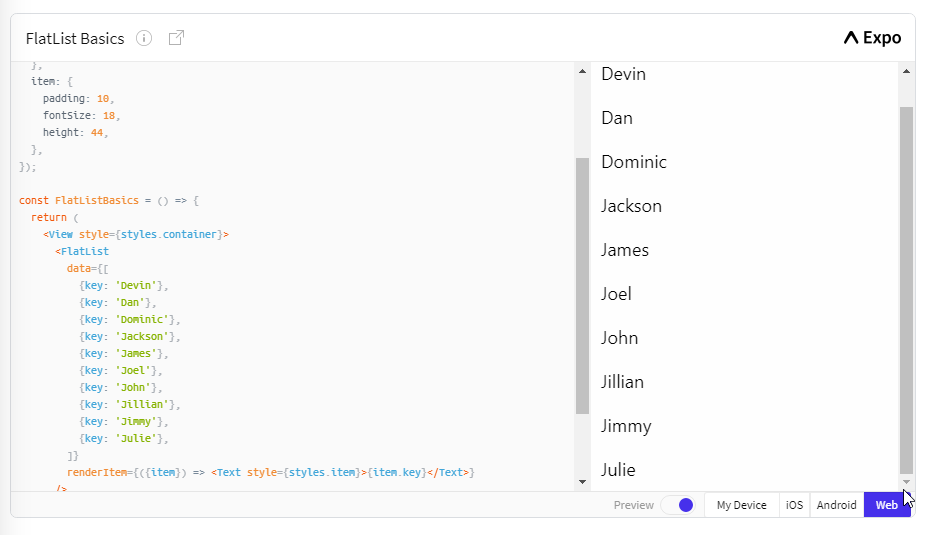 FlatList Basics
Expo
},
item: {
padding: 10,
fontSize: 18,
height: 44,
},
});
const FlatListBasics = () => {
return (
<View style={styles.container}>
<FlatList
data={[
{key: 'Devin'},
{key: 'Dan'},
{key: 'Dominic'},
{key: 'Jackson'},
{key: 'James'},
{key: 'Joel'},
{key: 'John'},
{key: 'Jillian'},
{key: 'Jimmy'},
{key: 'Julie'},
]}
renderItem={({item}) => <Text style={styles.item}>{item.key}</Text>}
/>
Devin
Dan
Dominic
Jackson
James
Joel
John
Jillian
Jimmy
Julie
Preview My Device iOS Android Web